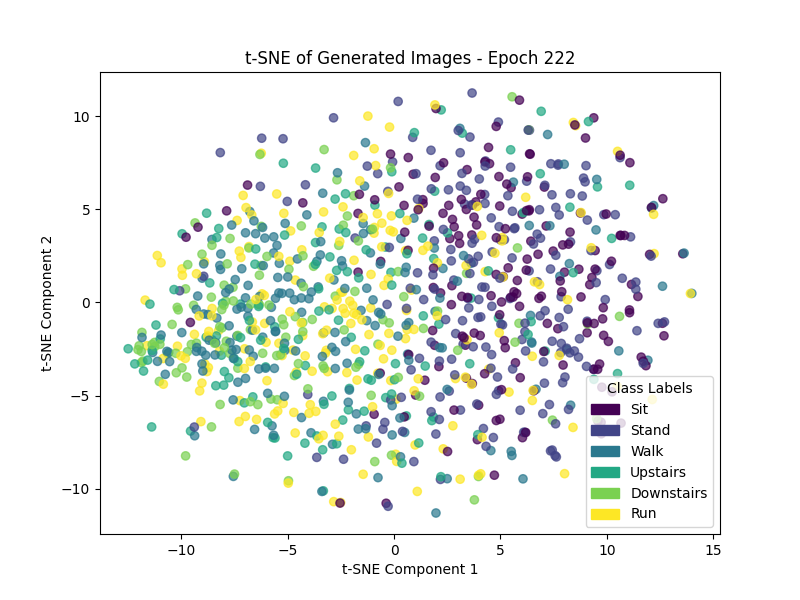 t-SNE of Generated Images - Epoch 222
t-SNE Component 2
10
5
0
−5
−10
−10
−5
0
5
10
15
t-SNE Component 1
Class Labels
Sit
Stand
Walk
Upstairs
Downstairs
Run